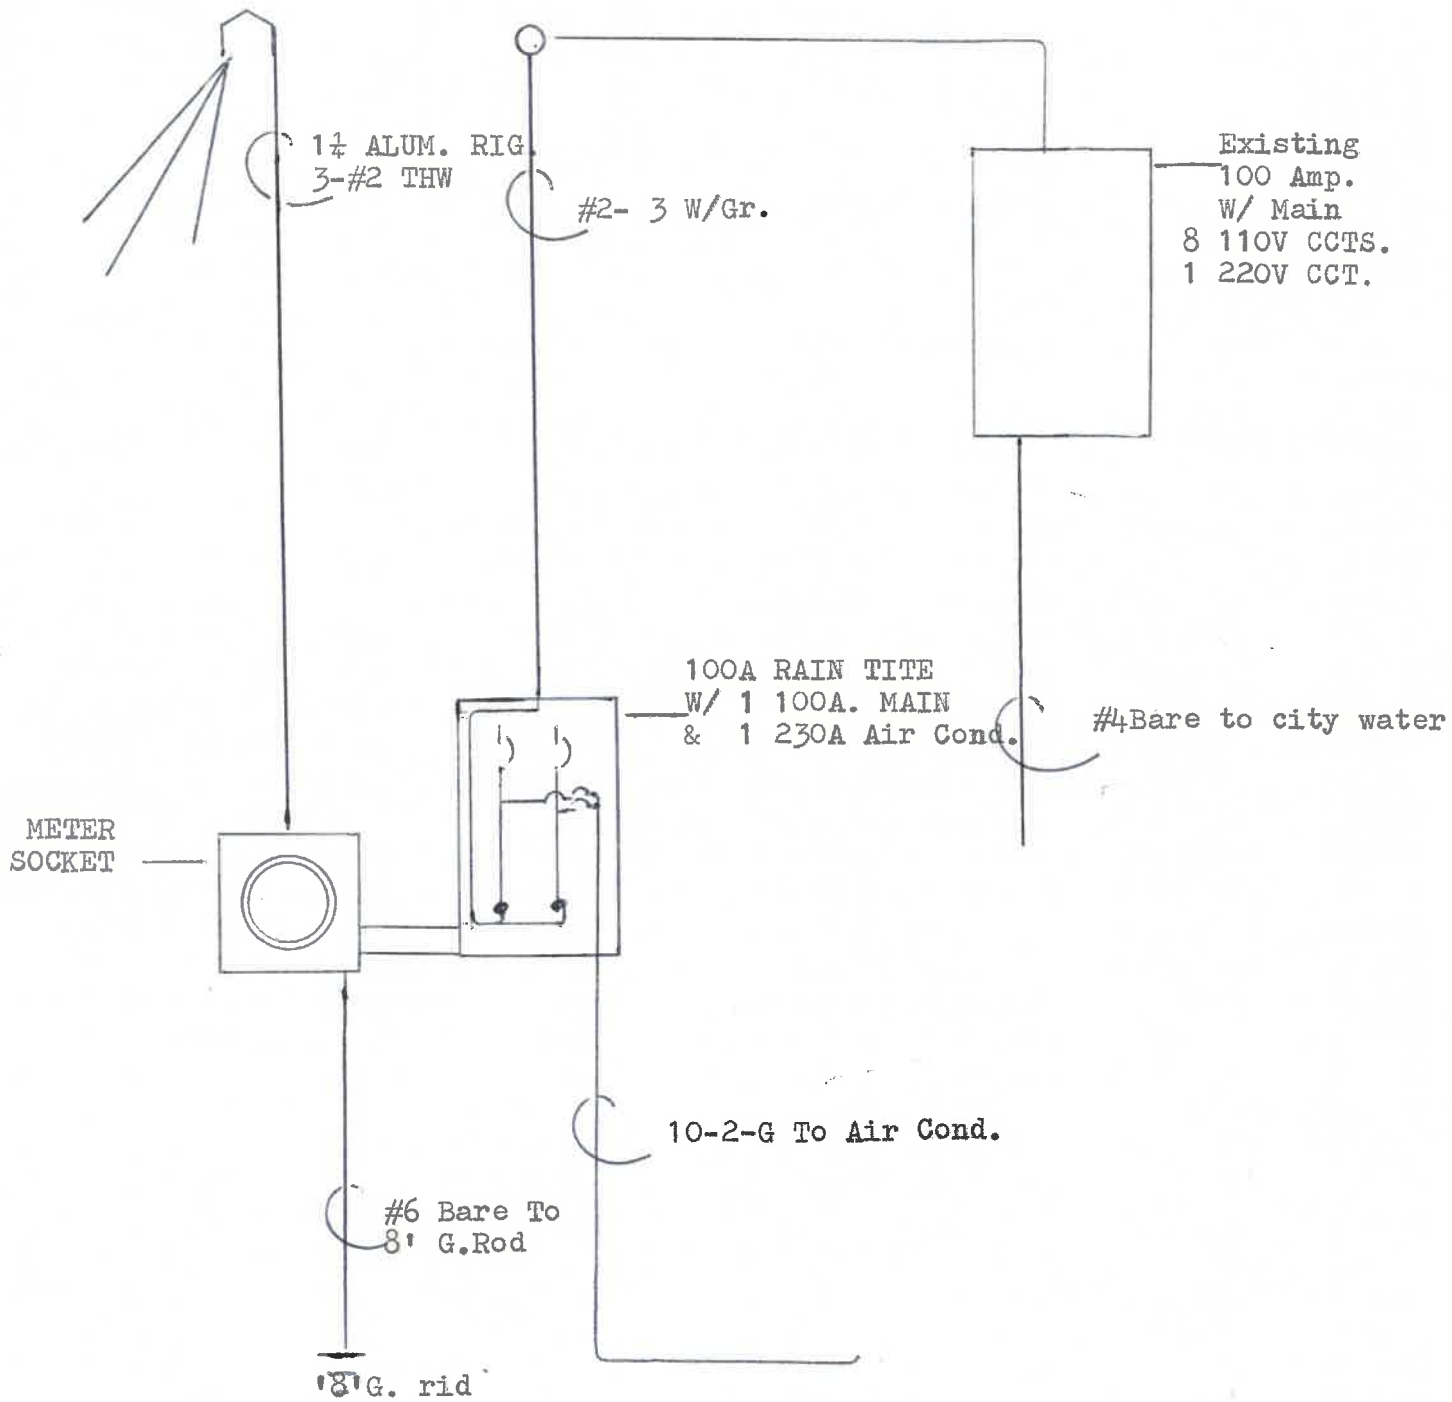 1¼ ALUM. RIG.
3-#2 THW
#2- 3 W/Gr.
Existing
100 Amp.
W/ Main
8 110V CCTS.
1 220V CCT.
100A RAIN TITE
W/ 1 100A. MAIN
& 1 230A Air Cond.
#4Bare to city water
METER
SOCKET
10-2-G To Air Cond.
#6 Bare To
8' G.Rod
'8'G. rid